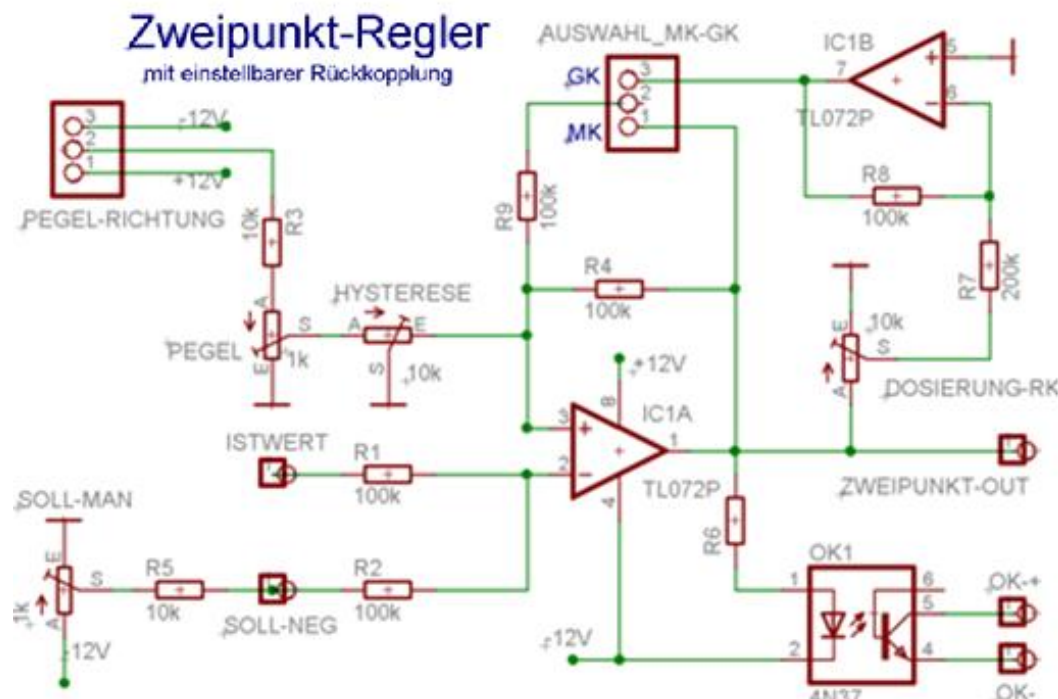 Zweipunkt-Regler
mit einstellbarer Rückkopplung
AUSWAHL_MK-GK
GK
3
2
1
MK
IC1B
7
5
6
TL072P
3
2
1
-12V
+12V
PEGEL-RICHTUNG
10k
R3
R9
100k
R8
100k
R7
200k
R4
100k
HYSTERESE
A
S
A
E
PEGEL
1k
E
S
10k
E
10k
S
A
DOSIERUNG-RK
+12V
8
IC1A
3
2
1
4
TL072P
ISTWERT
R1
100k
ZWEIPUNKT-OUT
SOLL-MAN
E
S
A
1k
-12V
R5
10k
SOLL-NEG
R2
100k
R6
OK1
1
2
6
5
4
-12V
4N37
OK-+
OK-